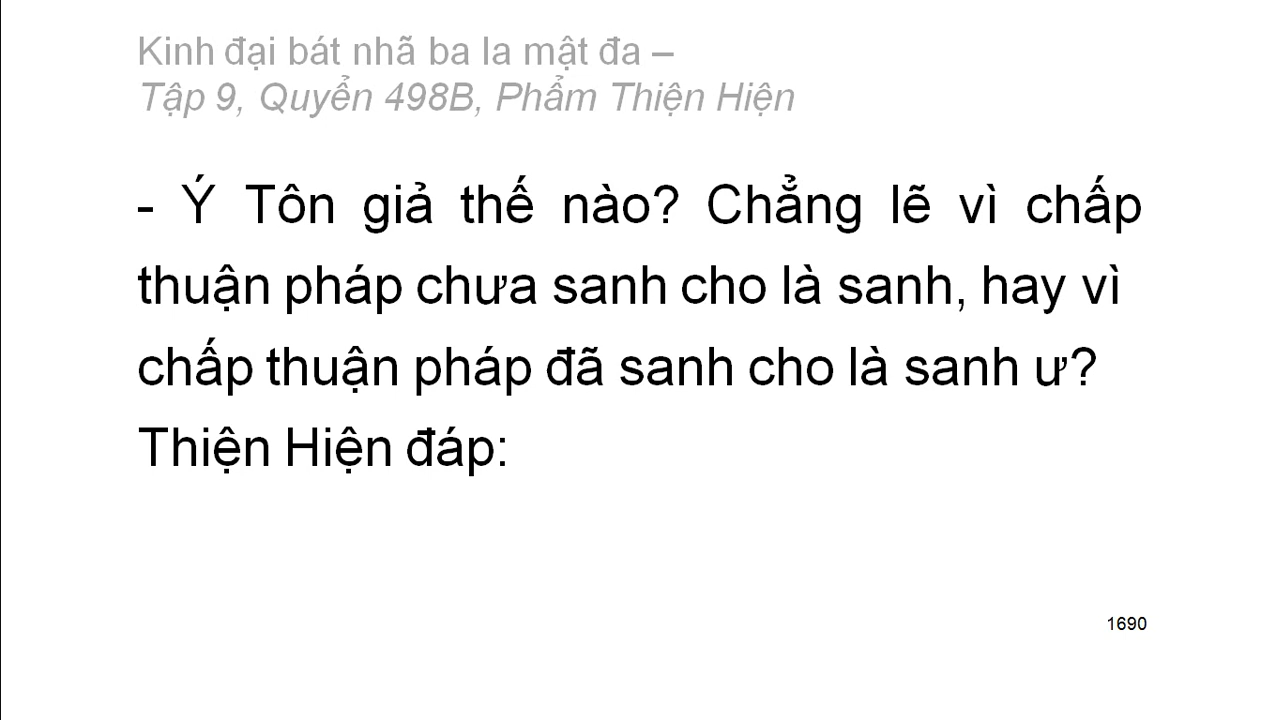 Kinh đại bát nhã ba la mật đa –
Tập 9, Quyển 498B, Phẩm Thiện Hiện
- Ý Tôn giả thế nào? Chẳng lẽ vì chấp
thuận pháp chưa sanh cho là sanh, hay vì
chấp thuận pháp đã sanh cho là sanh ư?
Thiện Hiện đáp:
1690